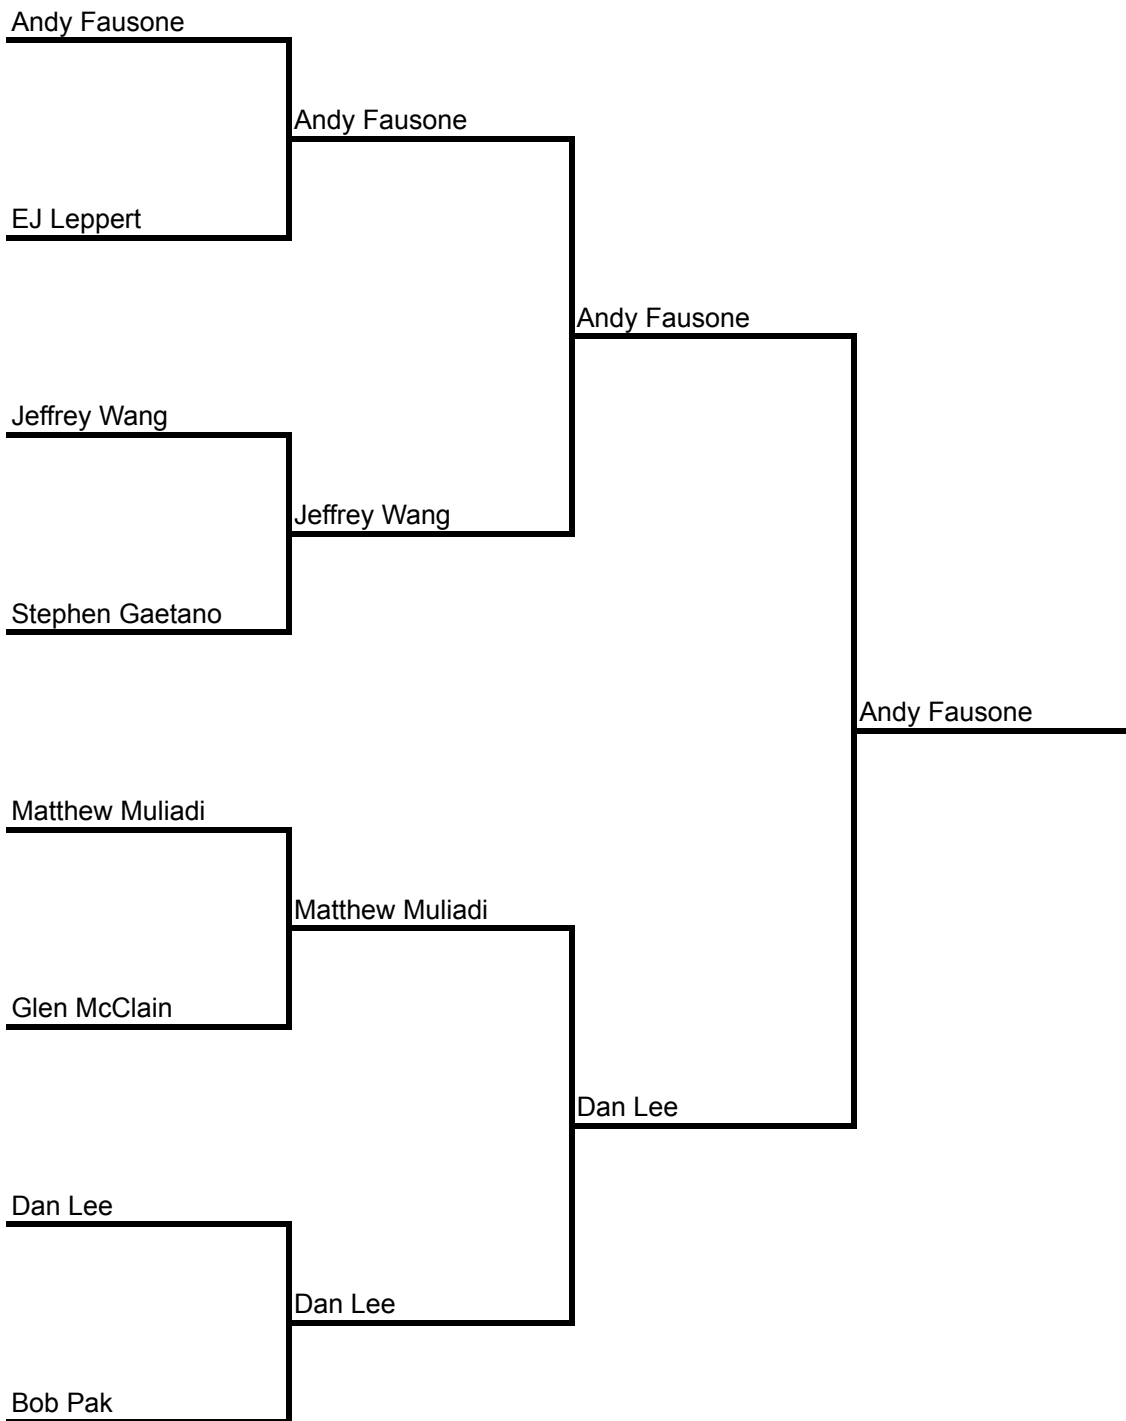 Andy Fausone
Andy Fausone
EJ Leppert
Andy Fausone
Jeffrey Wang
Jeffrey Wang
Stephen Gaetano
Andy Fausone
Matthew Muliadi
Matthew Muliadi
Glen McClain
Dan Lee
Dan Lee
Dan Lee
Bob Pak